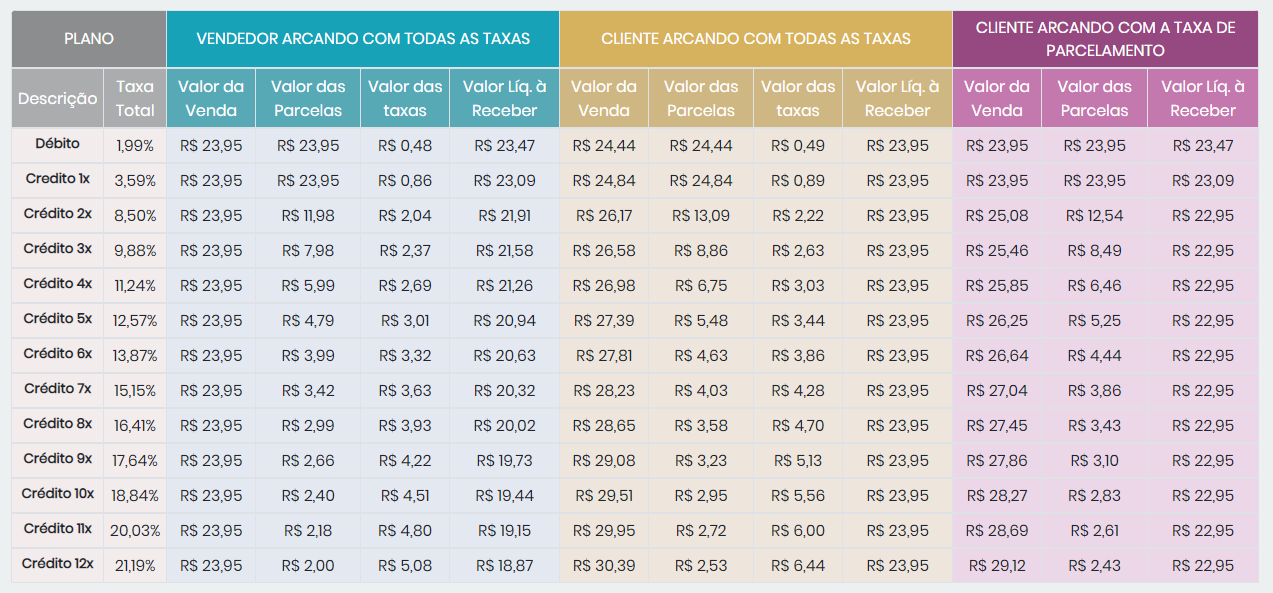 PLANO VENDEDOR ARCANDO COM TODAS AS TAXAS CLIENTE ARCANDO COM TODAS AS TAXAS CLIENTE ARCANDO COM A TAXA DE
PARCELAMENTO
Descrição Taxa Total Valor da Venda Valor das Parcelas Valor das taxas Valor Líq. à Receber Valor da Venda Valor das Parcelas Valor das taxas Valor Líq. à Receber Valor da Venda Valor das Parcelas Valor Líq. à Receber
Débito 1,99% R$ 23,95 R$ 23,95 R$ 0,48 R$ 23,47 R$ 24,44 R$ 24,44 R$ 0,49 R$ 23,95 R$ 23,95 R$ 23,95 R$ 23,47
Credito 1x 3,59% R$ 23,95 R$ 23,95 R$ 0,86 R$ 23,09 R$ 24,84 R$ 24,84 R$ 0,89 R$ 23,95 R$ 23,95 R$ 23,95 R$ 23,09
Crédito 2x 8,50% R$ 23,95 R$ 11,98 R$ 2,04 R$ 21,91 R$ 26,17 R$ 13,09 R$ 2,22 R$ 23,95 R$ 25,08 R$ 12,54 R$ 22,95
Crédito 3x 9,88% R$ 23,95 R$ 7,98 R$ 2,37 R$ 21,58 R$ 26,58 R$ 8,86 R$ 2,63 R$ 23,95 R$ 25,46 R$ 8,49 R$ 22,95
Crédito 4x 11,24% R$ 23,95 R$ 5,99 R$ 2,69 R$ 21,26 R$ 26,98 R$ 6,75 R$ 3,03 R$ 23,95 R$ 25,85 R$ 6,46 R$ 22,95
Crédito 5x 12,57% R$ 23,95 R$ 4,79 R$ 3,01 R$ 20,94 R$ 27,39 R$ 5,48 R$ 3,44 R$ 23,95 R$ 26,25 R$ 5,25 R$ 22,95
Crédito 6x 13,87% R$ 23,95 R$ 3,99 R$ 3,32 R$ 20,63 R$ 27,81 R$ 4,63 R$ 3,86 R$ 23,95 R$ 26,64 R$ 4,44 R$ 22,95
Crédito 7x 15,15% R$ 23,95 R$ 3,42 R$ 3,63 R$ 20,32 R$ 28,23 R$ 4,03 R$ 4,28 R$ 23,95 R$ 27,04 R$ 3,86 R$ 22,95
Crédito 8x 16,41% R$ 23,95 R$ 2,99 R$ 3,93 R$ 20,02 R$ 28,65 R$ 3,58 R$ 4,70 R$ 23,95 R$ 27,45 R$ 3,43 R$ 22,95
Crédito 9x 17,64% R$ 23,95 R$ 2,66 R$ 4,22 R$ 19,73 R$ 29,08 R$ 3,23 R$ 5,13 R$ 23,95 R$ 27,86 R$ 3,10 R$ 22,95
Crédito 10x 18,84% R$ 23,95 R$ 2,40 R$ 4,51 R$ 19,44 R$ 29,51 R$ 2,95 R$ 5,56 R$ 23,95 R$ 28,27 R$ 2,83 R$ 22,95
Crédito 11x 20,03% R$ 23,95 R$ 2,18 R$ 4,80 R$ 19,15 R$ 29,95 R$ 2,72 R$ 6,00 R$ 23,95 R$ 28,69 R$ 2,61 R$ 22,95
Crédito 12x 21,19% R$ 23,95 R$ 2,00 R$ 5,08 R$ 18,87 R$ 30,39 R$ 2,53 R$ 6,44 R$ 23,95 R$ 29,12 R$ 2,43 R$ 22,95